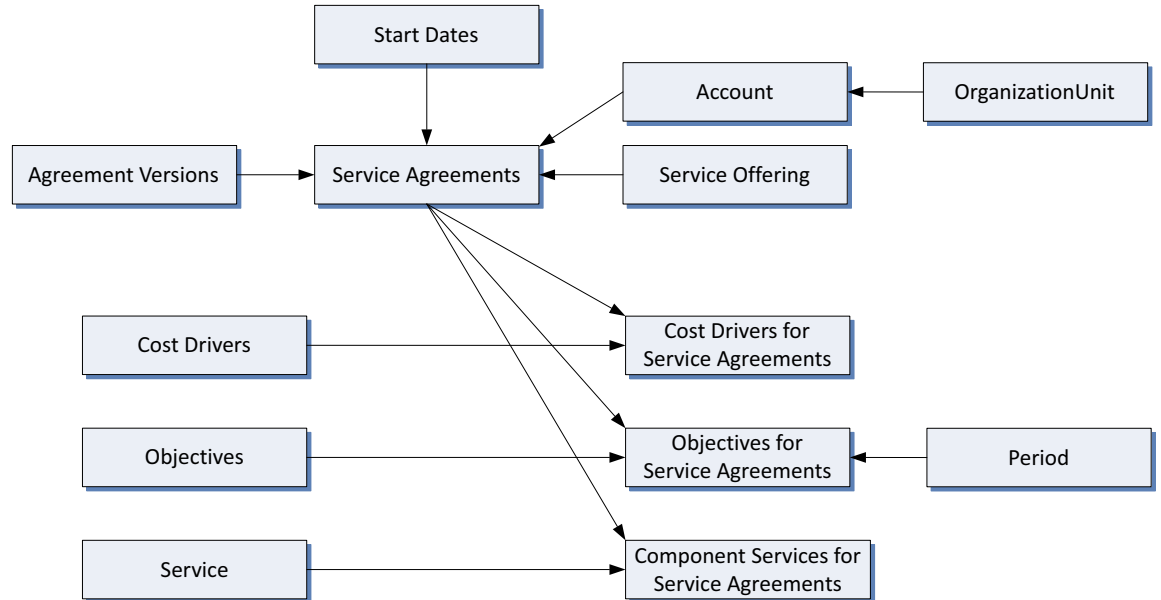 Start Dates
Account
OrganizationUnit
Agreement Versions
Service Agreements
Service Offering
Cost Drivers
Cost Drivers for
Service Agreements
Objectives
Objectives for
Service Agreements
Period
Service
Component Services for
Service Agreements